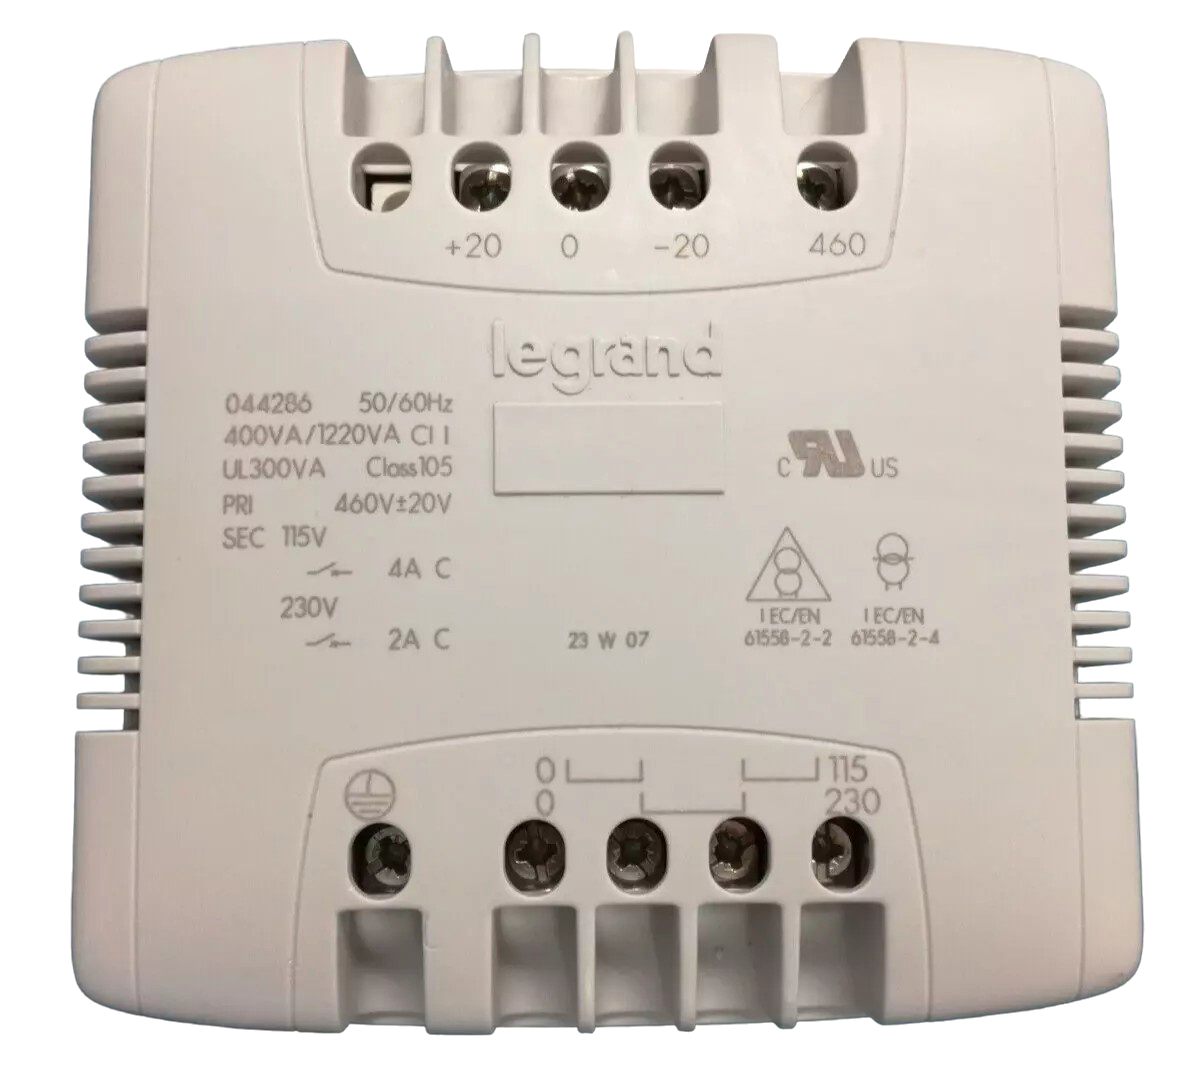 +20 0 -20 460
legrand
044286 50/60Hz
400VA/1220VA Cl I
UL300VA Class105
PRI 460V±20V
SEC 115V
4A C
230V
2A C
C RU US
IEC/EN 61558-2-2
IEC/EN 61558-2-4
23 W 07
0 115
0 230